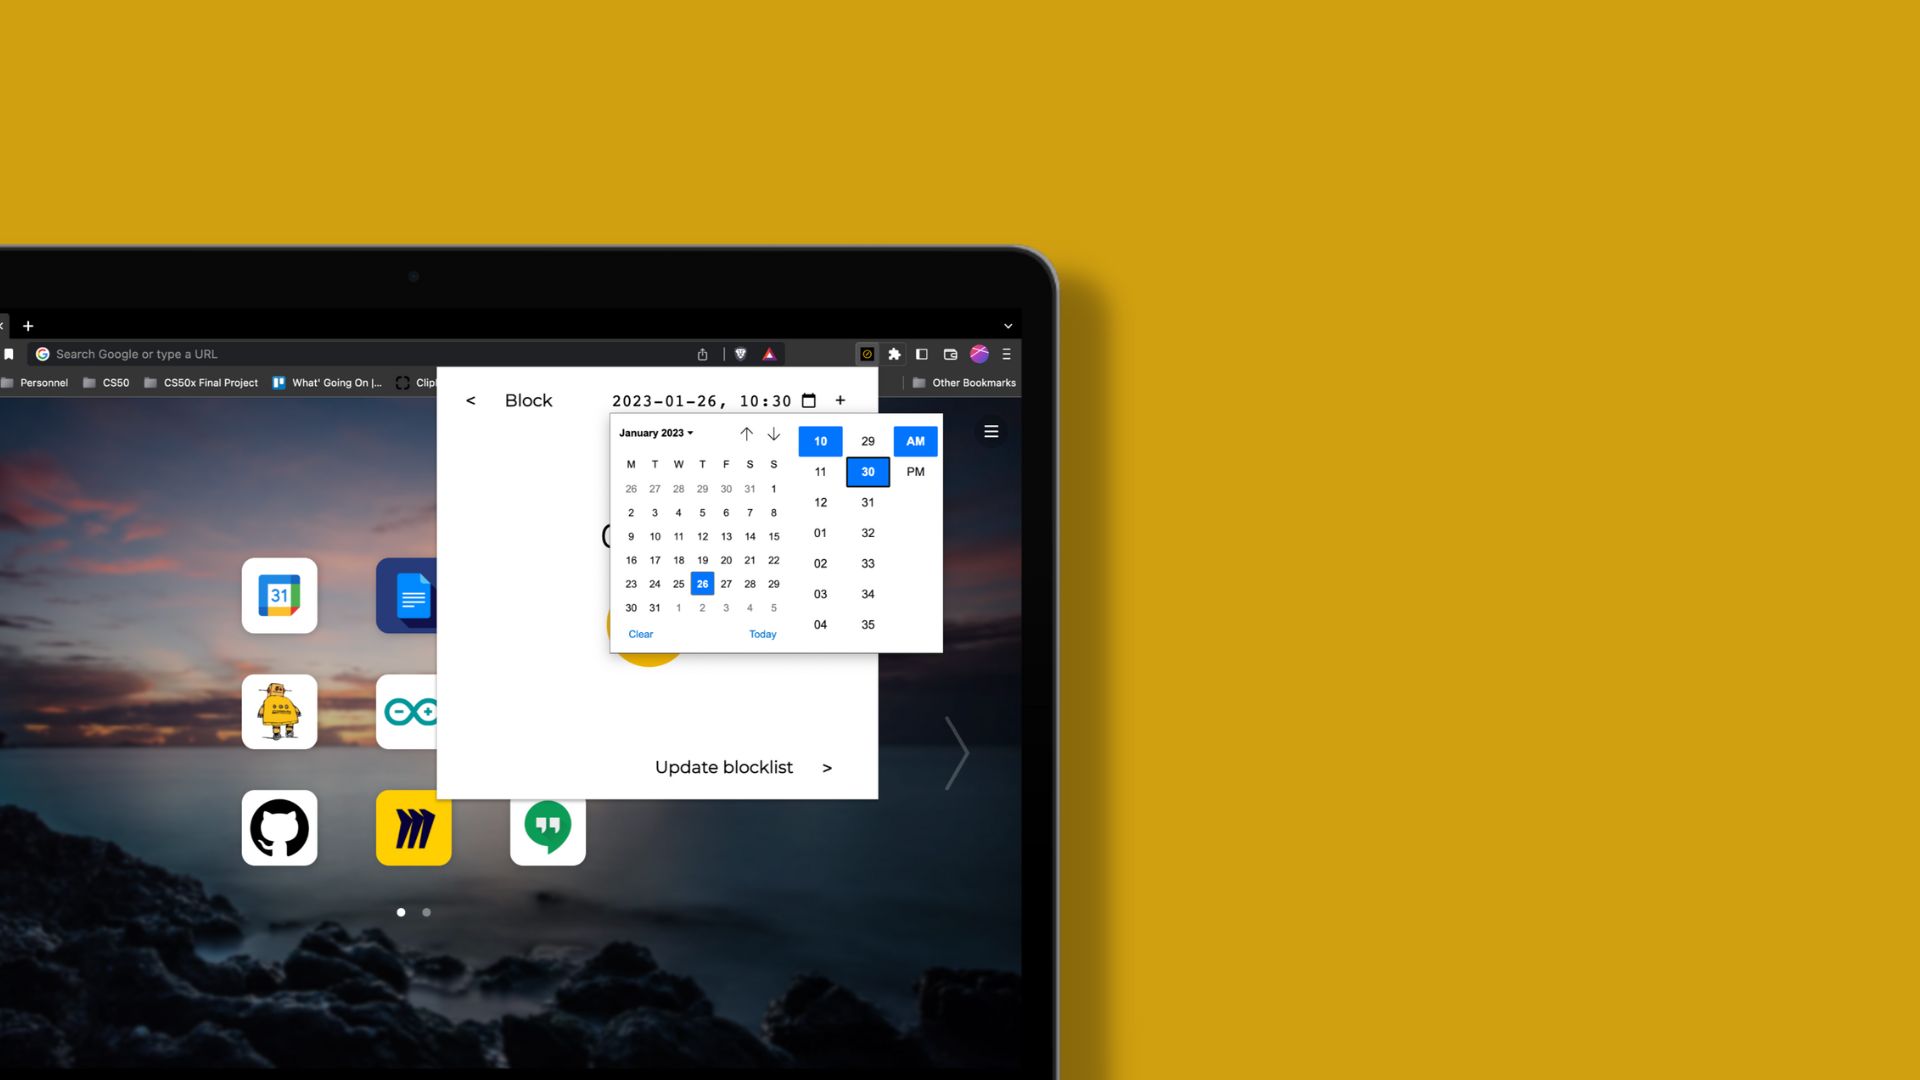 Search Google or type a URL
Personnel CS50 CS50x Final Project What' Going On |... Other Bookmarks
< Block 2023-01-26, 10:30 +
January 2023
10 29 AM
11 30 PM
12 31
01 32
02 33
03 34
04 35
M T W T F S S
26 27 28 29 30 31 1
2 3 4 5 6 7 8
9 10 11 12 13 14 15
16 17 18 19 20 21 22
23 24 25 26 27 28 29
30 31 1 2 3 4 5
Clear Today
31
Update blocklist >